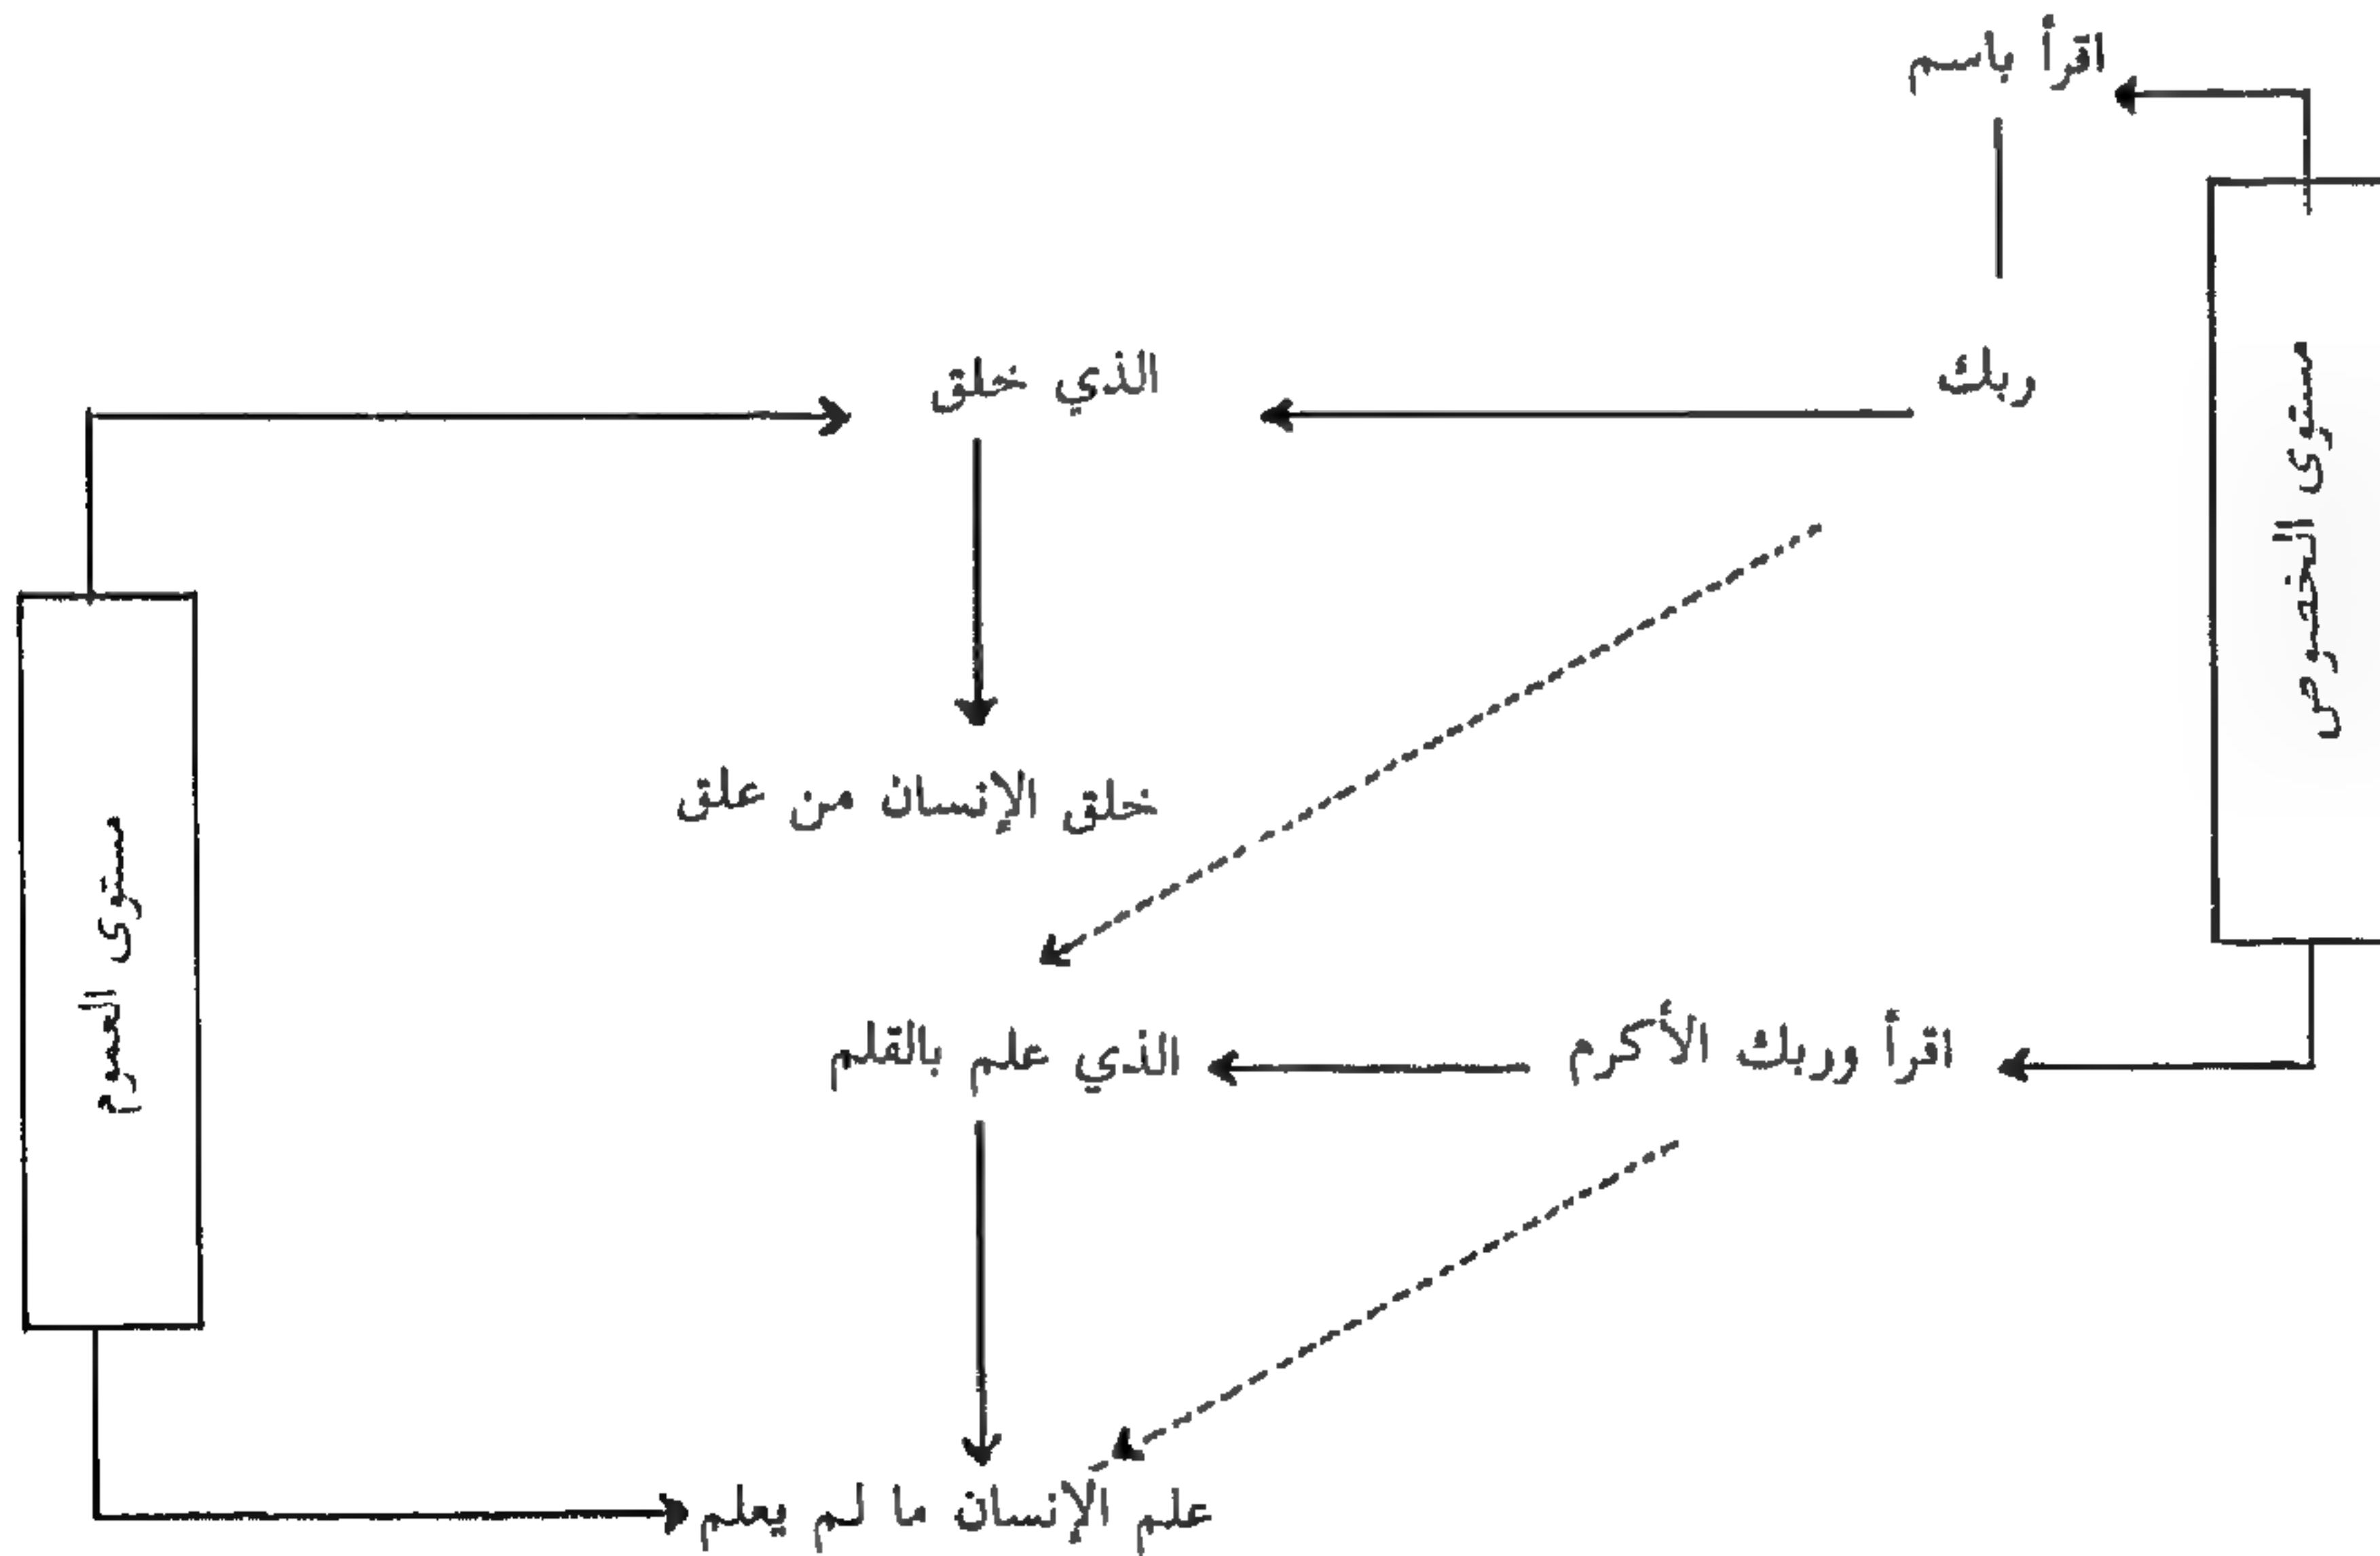 اقرأ باسم
ربك
الذي خلق
مستوى الخصوص
خلق الإنسان من علق
مستوى العموم
اقرأ وربك الأكرم
الذي علم بالقلم
علم الإنسان ما لم يعلم